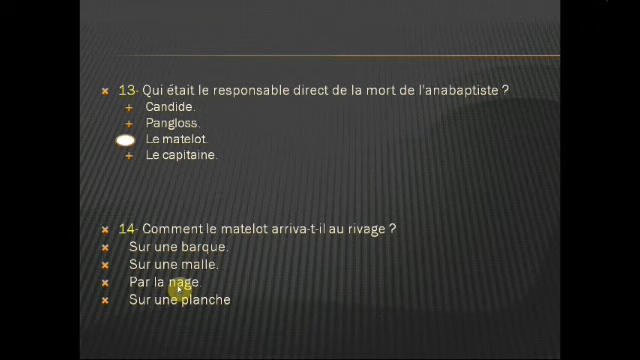 13- Qui était le responsable direct de la mort de l'anabaptiste ?
Candide.
Pangloss.
Le matelot.
Le capitaine.
14- Comment le matelot arriva-t-il au rivage ?
Sur une barque.
Sur une malle.
Par la nage.
Sur une planche